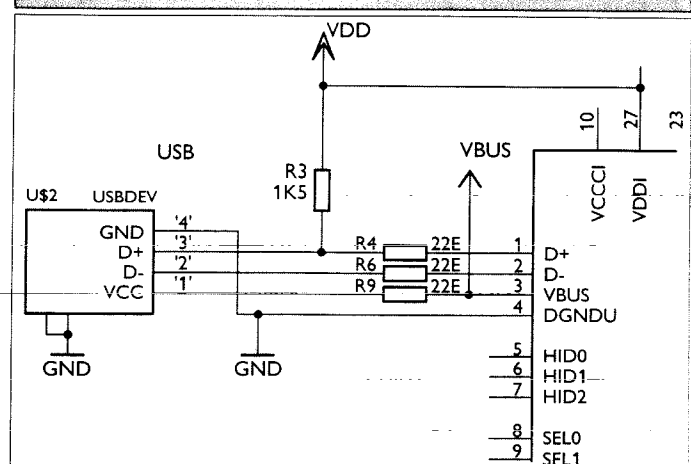 VDD
10
27
23
USB
VBUS
R3
1K5
VCCCI
VDDI
U$2 USBDEV
GND '4'
D+ '3' R4 22E 1 D+
D- '2' R6 22E 2 D-
VCC '1' R9 22E 3 VBUS
4 DGNDU
GND
GND
5 HID0
6 HID1
7 HID2
8 SEL0
9 SEL1